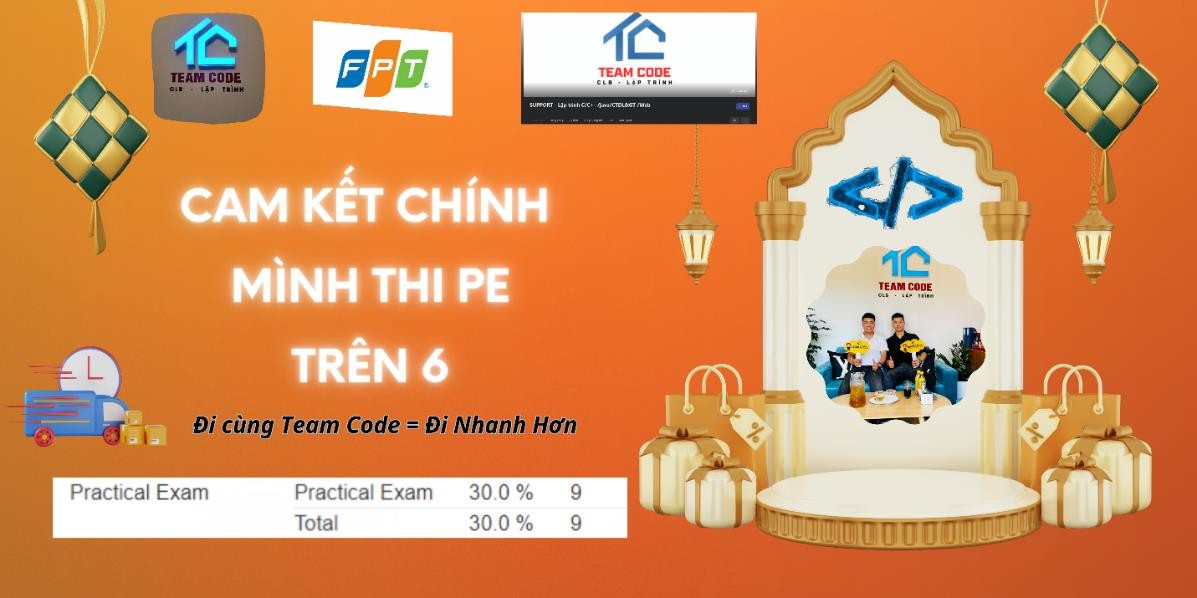 TEAM CODE
CLB - LẬP TRÌNH
FPT
TEAM CODE
CLB - LẬP TRÌNH
SUPPORT - Lập trình C/C++/Java/CTDL&GT /Web
CAM KẾT CHÍNH
MÌNH THI PE
TRÊN 6
Đi cùng Team Code = Đi Nhanh Hơn
Practical Exam Practical Exam 30.0 % 9
Total 30.0 % 9
</>
TEAM CODE
CLB - LẬP TRÌNH
%
%